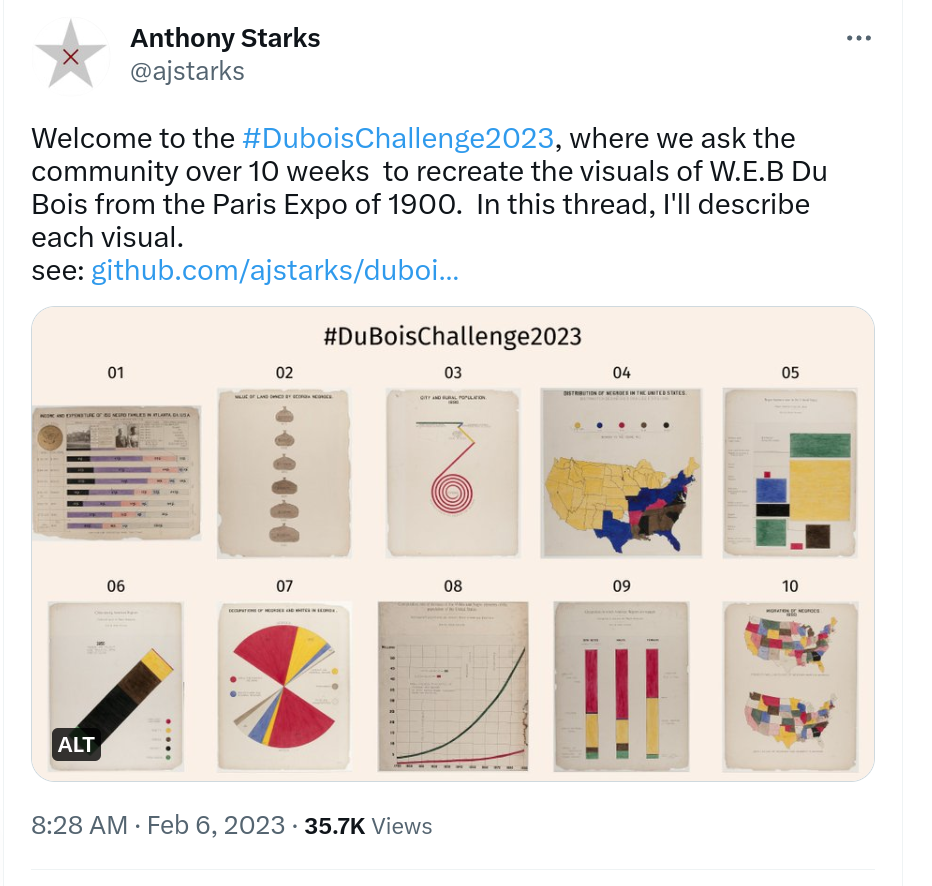 Anthony Starks
@ajstarks
Welcome to the #DuboisChallenge2023, where we ask the
community over 10 weeks  to recreate the visuals of W.E.B Du
Bois from the Paris Expo of 1900.  In this thread, I'll describe
each visual.
see: github.com/ajstarks/duboi...
#DuBoisChallenge2023
01
02
03
04
05
INCOME AND EXPENDITURE OF 150 NEGRO FAMILIES IN ATLANTA, GA., U.S.A.
VALUE OF LAND OWNED BY GEORGIA NEGROES.
CITY AND RURAL POPULATION.
1890
DISTRIBUTION OF NEGROES IN THE UNITED STATES.
06
07
08
09
10
OCCUPATIONS OF NEGROES AND WHITES IN GEORGIA.
MIGRATION OF NEGROES.
1890
ALT
8:28 AM · Feb 6, 2023 · 35.7K Views